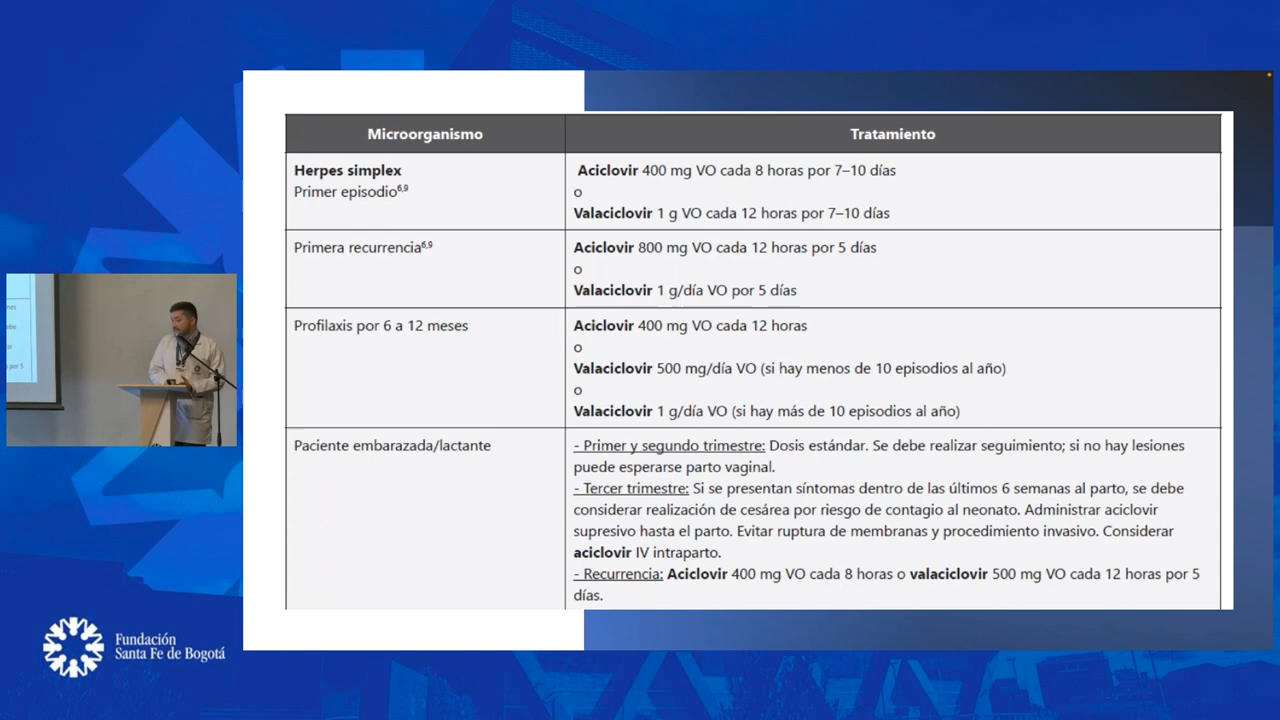 Microorganismo
Tratamiento
Herpes simplex
Primer episodio6,9
Aciclovir 400 mg VO cada 8 horas por 7–10 días
o
Valaciclovir 1 g VO cada 12 horas por 7–10 días
Primera recurrencia6,9
Aciclovir 800 mg VO cada 12 horas por 5 días
o
Valaciclovir 1 g/día VO por 5 días
Profilaxis por 6 a 12 meses
Aciclovir 400 mg VO cada 12 horas
o
Valaciclovir 500 mg/día VO (si hay menos de 10 episodios al año)
o
Valaciclovir 1 g/día VO (si hay más de 10 episodios al año)
Paciente embarazada/lactante
- Primer y segundo trimestre: Dosis estándar. Se debe realizar seguimiento; si no hay lesiones
puede esperarse parto vaginal.
- Tercer trimestre: Si se presentan síntomas dentro de las últimos 6 semanas al parto, se debe
considerar realización de cesárea por riesgo de contagio al neonato. Administrar aciclovir
supresivo hasta el parto. Evitar ruptura de membranas y procedimiento invasivo. Considerar
aciclovir IV intraparto.
- Recurrencia: Aciclovir 400 mg VO cada 8 horas o valaciclovir 500 mg VO cada 12 horas por 5
días.
Fundación
Santa Fe de Bogotá